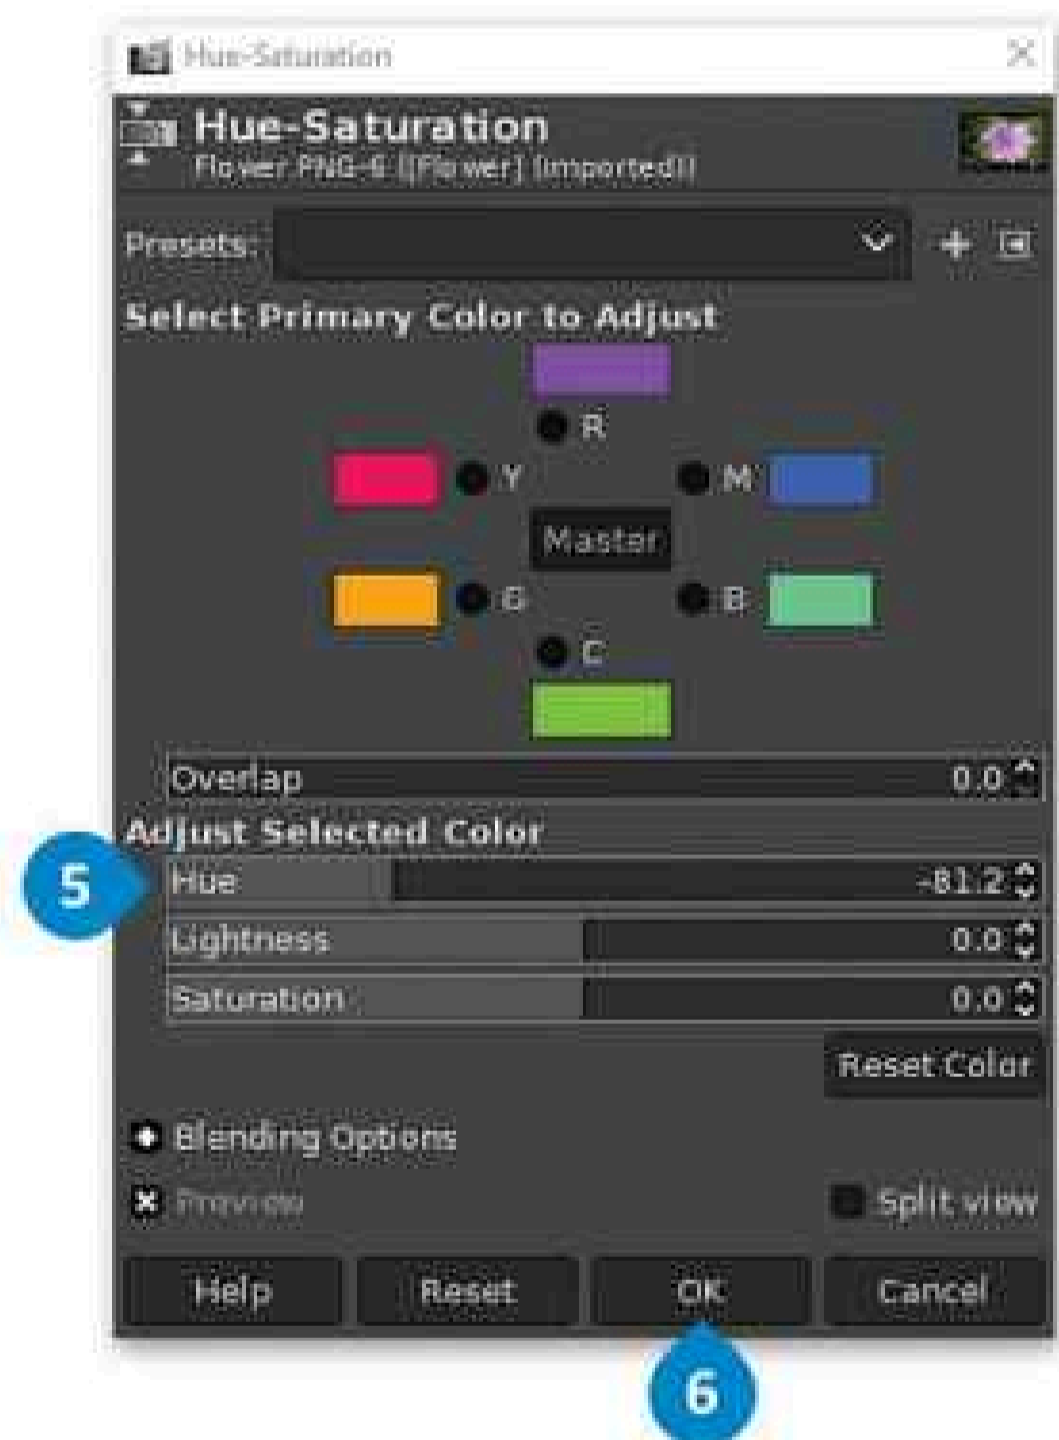 Hue-Saturation
Hue-Saturation
Flower PNG-6 ([Flower] (imported))
Presets:
Select Primary Color to Adjust
R
Y
M
Master
G
B
C
Overlap 0.0
Adjust Selected Color
5
Hue -81.2
Lightness 0.0
Saturation 0.0
Reset Color
Blending Options
Preview
Split view
Help
Reset
OK
Cancel
6